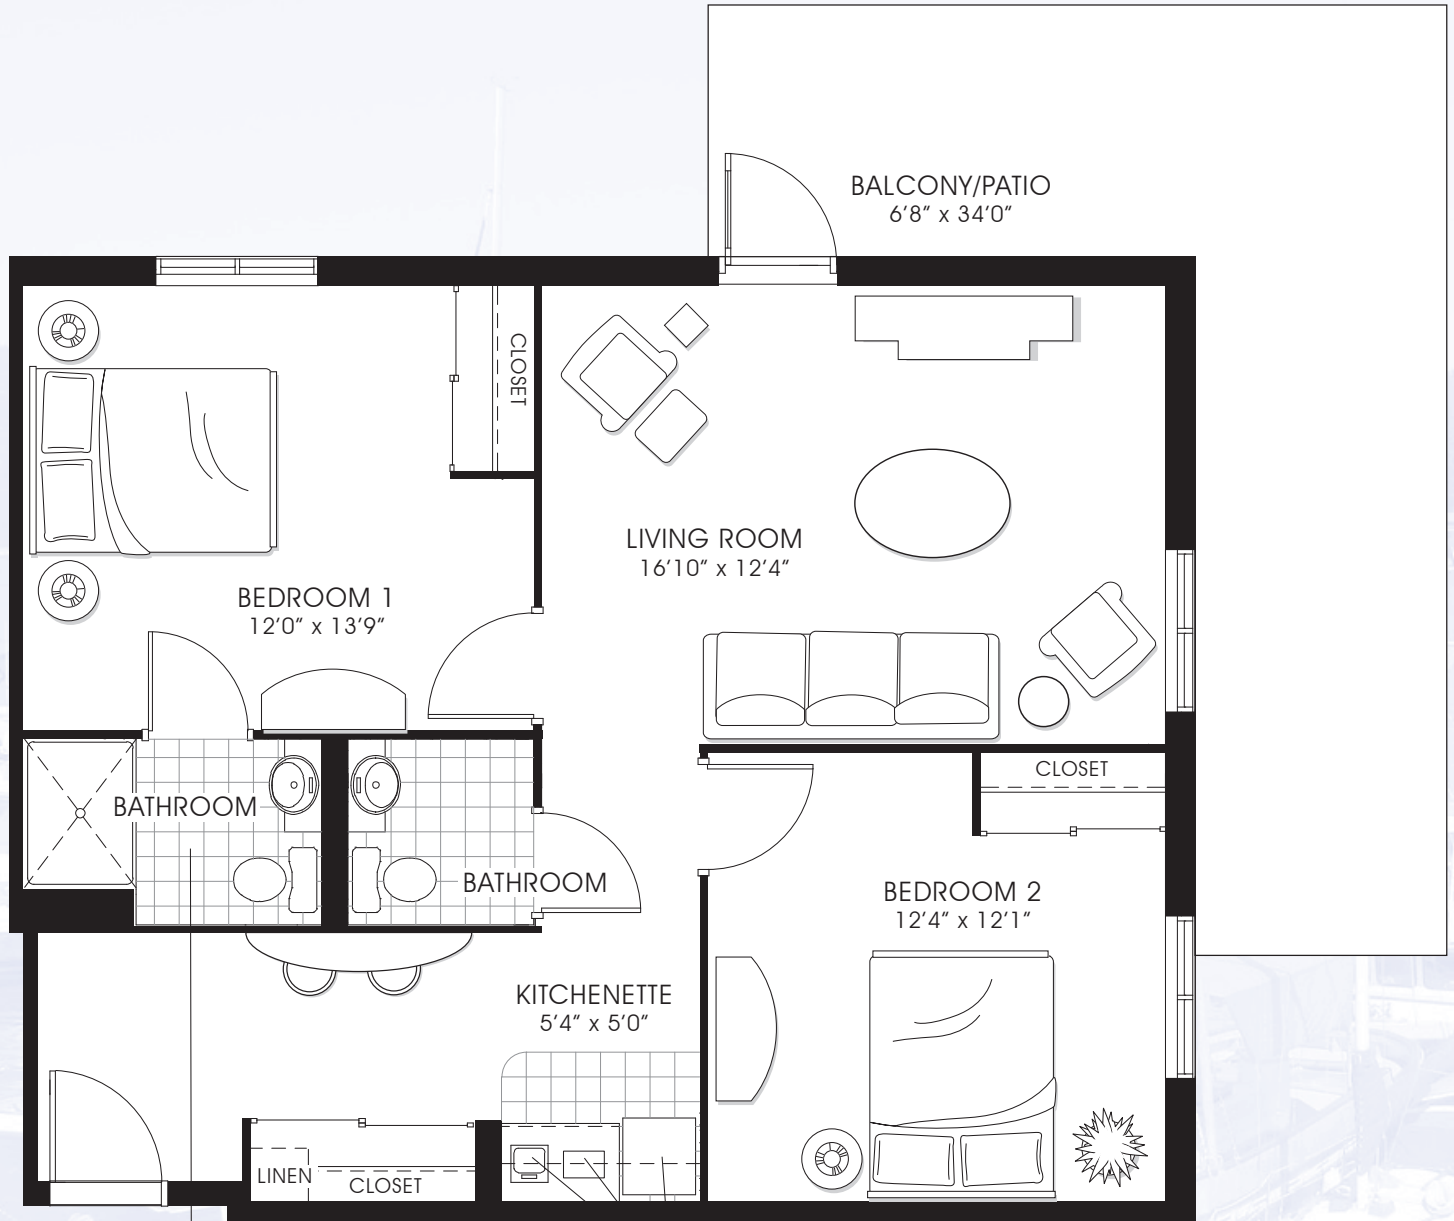 BALCONY/PATIO
6’8” x 34’0”
CLOSET
LIVING ROOM
16’10” x 12’4”
BEDROOM 1
12’0” x 13’9”
CLOSET
BATHROOM
BATHROOM
BEDROOM 2
12’4” x 12’1”
KITCHENETTE
5’4” x 5’0”
LINEN
CLOSET